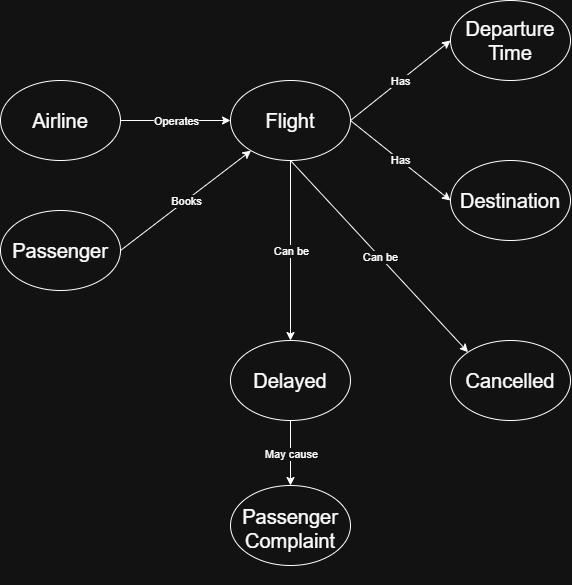 Departure
Time
Has
Airline
Operates
Flight
Has
Books
Destination
Passenger
Can be
Can be
Delayed
Cancelled
May cause
Passenger
Complaint